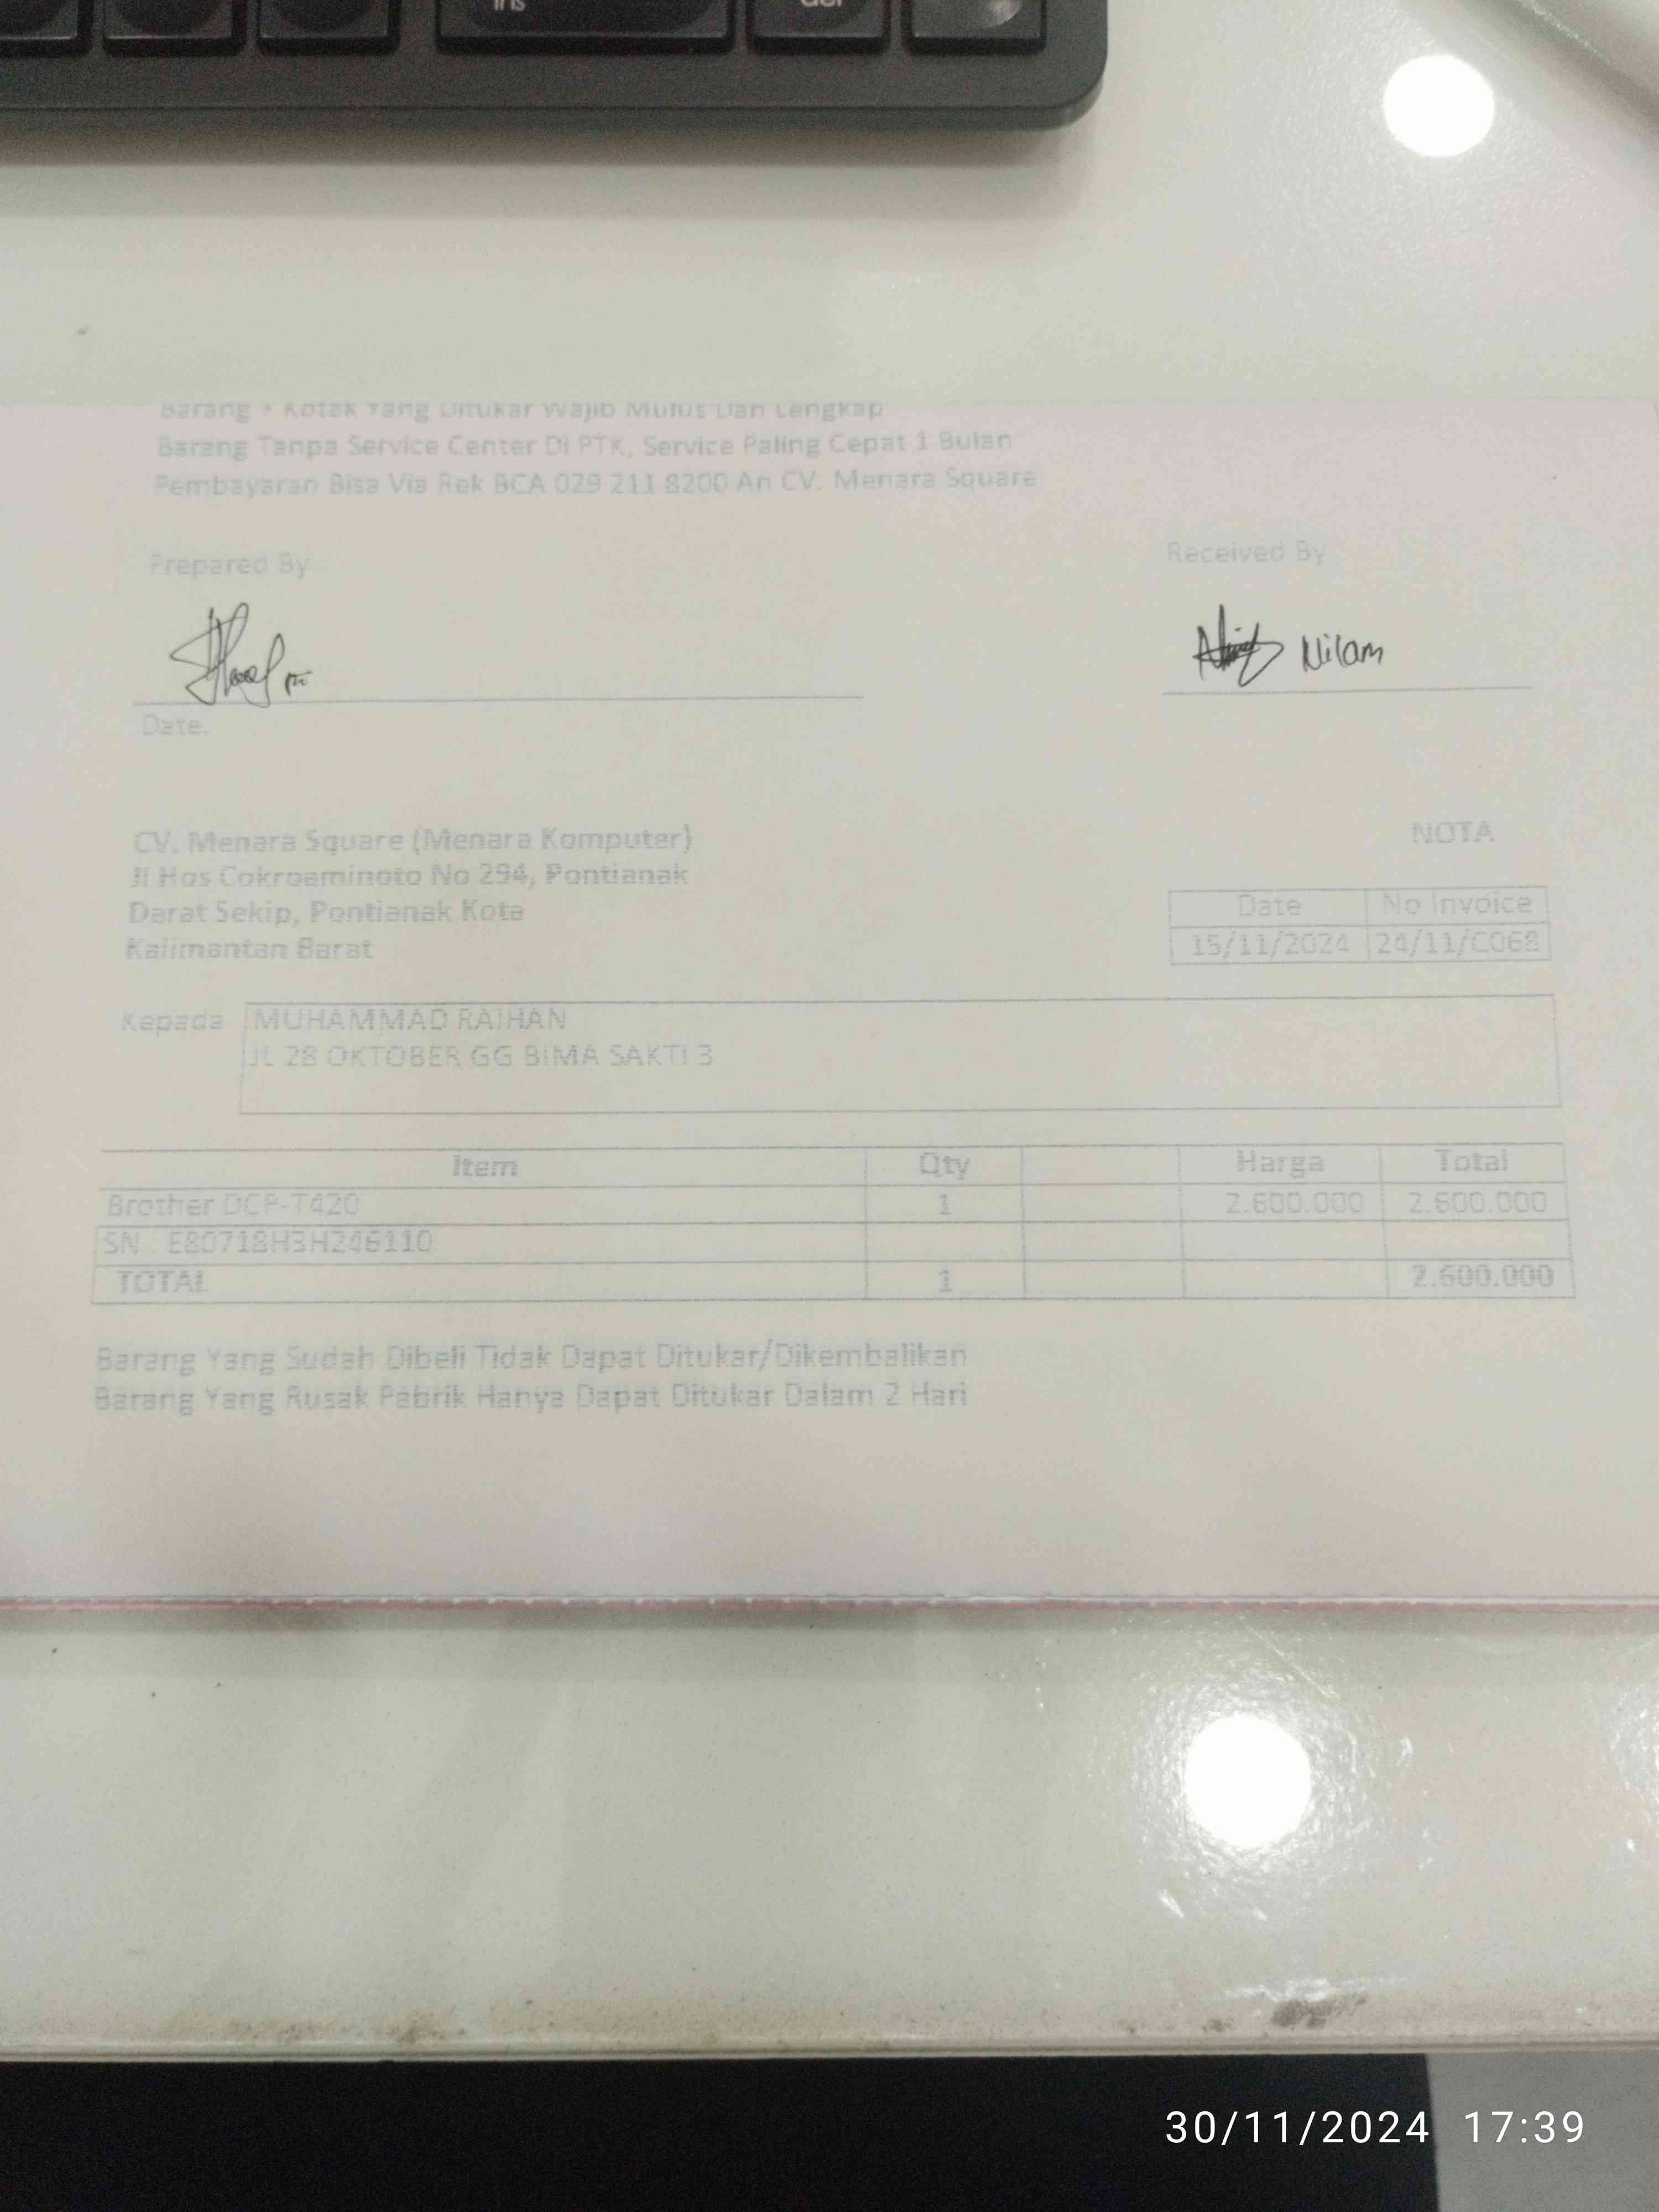 ins
del
Barang + Kotak Yang Ditukar Wajib Mulus Dan Lengkap
Barang Tanpa Service Center Di PTK, Service Paling Cepat 1 Bulan
Pembayaran Bisa Via Rek BCA 029 211 8200 An CV. Menara Square
Prepared By
Received By
Nilam
Date.
CV. Menara Square (Menara Komputer)
NOTA
Jl Hos Cokroaminoto No 294, Pontianak
Darat Sekip, Pontianak Kota
Date No Invoice
Kalimantan Barat
15/11/2024 24/11/C068
Kepada MUHAMMAD RAIHAN
JL 28 OKTOBER GG BIMA SAKTI 3
Item Qty Harga Total
Brother DCP-T420 1 2.600.000 2.600.000
SN : E80718H3H246110
TOTAL 1 2.600.000
Barang Yang Sudah Dibeli Tidak Dapat Ditukar/Dikembalikan
Barang Yang Rusak Pabrik Hanya Dapat Ditukar Dalam 2 Hari
30/11/2024 17:39